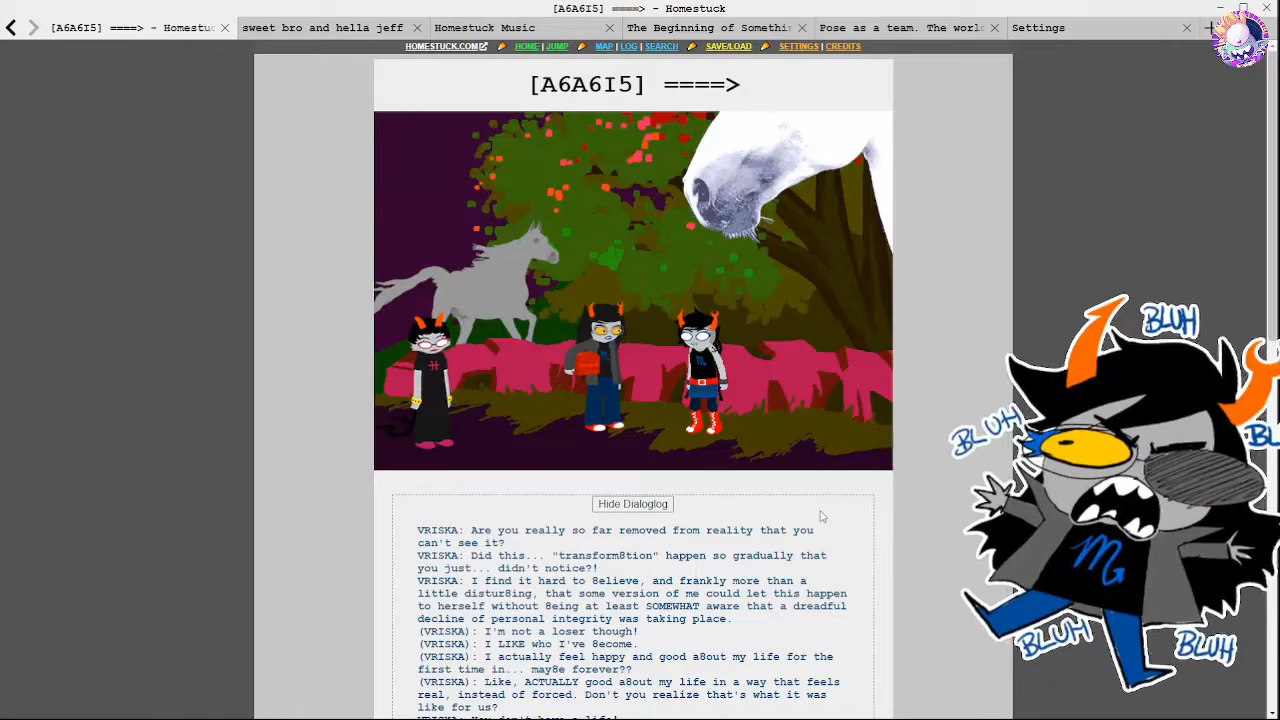 [A6A6I5] ====> - Homestuck
[A6A6I5] ====> - Homestuc
sweet bro and hella jeff
Homestuck Music
The Beginning of Somethin
Pose as a team. The world
Settings
HOMESTUCK.COM HOME | JUMP MAP | LOG | SEARCH SAVE/LOAD SETTINGS | CREDITS
[A6A6I5] ====>
Hide Dialoglog
VRISKA: Are you really so far removed from reality that you
can't see it?
VRISKA: Did this... "transform8tion" happen so gradually that
you just... didn't notice?!
VRISKA: I find it hard to 8elieve, and frankly more than a
little distur8ing, that some version of me could let this happen
to herself without 8eing at least SOMEWHAT aware that a dreadful
decline of personal integrity was taking place.
(VRISKA): I'm not a loser though!
(VRISKA): I LIKE who I've 8ecome.
(VRISKA): I actually feel happy and good a8out my life for the
first time in... may8e forever??
(VRISKA): Like, ACTUALLY good a8out my life in a way that feels
real, instead of forced. Don't you realize that's what it was
like for us?
BLUH
BLUH
BLUH
BLUH